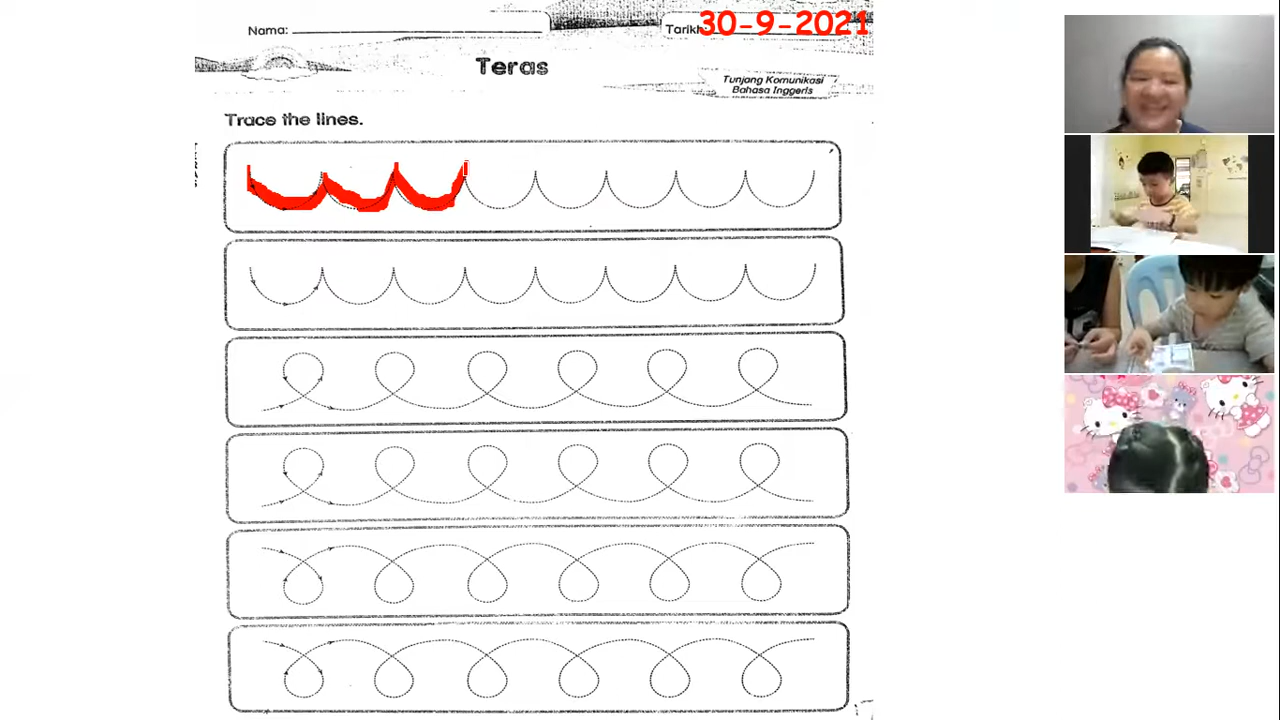 Nama:
Tarikh: 30-9-2021
Teras
Tunjang Komunikasi
Bahasa Inggeris
Trace the lines.